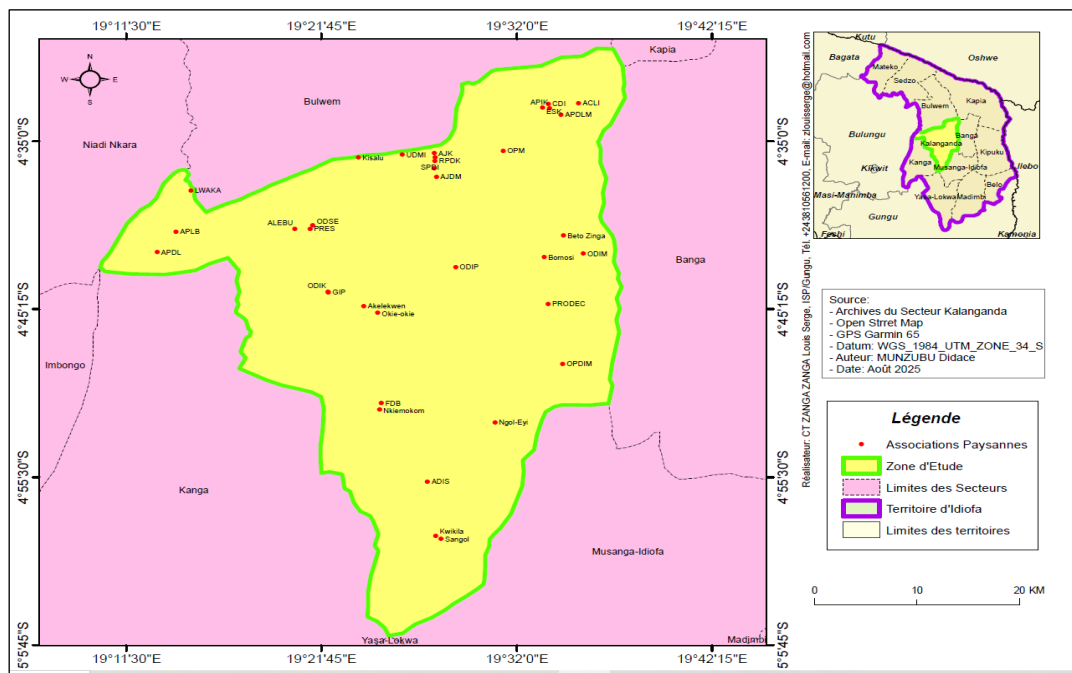 19°11'30"E 19°21'45"E 19°32'0"E 19°42'15"E
N
W E
S
Kapia
Bulwem
Niadi Nkara
4°35'0"S
4°35'0"S
APIK CDI ACLI
ESK APDLM
OPM
Kisalu UDMI AJK
RPDK
AJDM
LWAKA
ALEBU ODSE
PRES
APLB
APDL
Beto Zinga
Bomosi ODIM
ODIP
Banga
ODIK GIP
Akelekwen
Okie-okie
PRODEC
4°45'15"S
4°45'15"S
Imbongo
OPDIM
FDB
Nkiemokom
Ngol-Eyi
4°55'30"S
4°55'30"S
ADIS
Kanga
Kwikila
Sangol
Musanga-Idiofa
Yasa-Lokwa
Madimbi
5°5'45"S
5°5'45"S
19°11'30"E 19°21'45"E 19°32'0"E 19°42'15"E
Réalisateur: CT ZANGA ZANGA Louis Serge, ISP/Gungu. Tél. +243810661200, E-mail: zlouisserge@hotmail.com
Kutu
Bagata
Oshwe
Mateko
Sedzo
Kapia
Bulwem
Bulungu
Banga
Kalanganda
Kipuku
Kanga
Musanga-Idiofa
Ilebo
Kikwit
Belo
Masi-Manimba
Yasa-Lokwa
Madimbi
Gungu
Feshi
Kamonia
Source:
- Archives du Secteur Kalanganda
- Open Strret Map
- GPS Garmin 65
- Datum: WGS_1984_UTM_ZONE_34_S
- Auteur: MUNZUBU Didace
- Date: Août 2025
Légende
Associations Paysannes
Zone d'Etude
Limites des Secteurs
Territoire d'Idiofa
Limites des territoires
0 10 20 KM